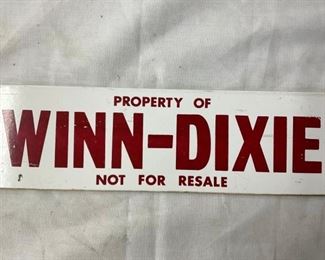 PROPERTY OF
WINN-DIXIE
NOT FOR RESALE